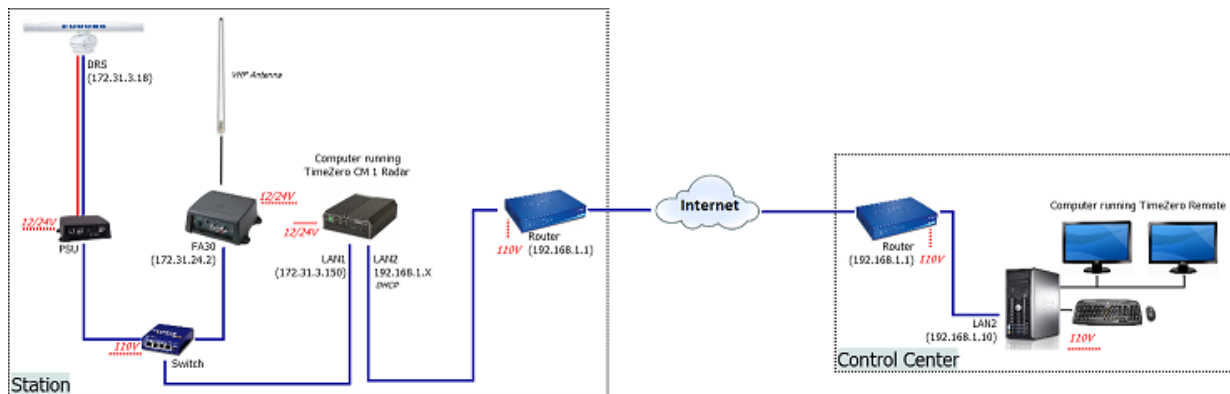 FURUNO
DRS
(172.31.3.18)
VHF Antenna
Computer running
TimeZero CM 1 Radar
12/24V
PSU
12/24V
FA30
(172.31.24.2)
12/24V
LAN1
(172.31.3.150)
LAN2
192.168.1.X
DHCP
110V
Router
(192.168.1.1)
110V
Switch
Station
Internet
Router
(192.168.1.1)
110V
Computer running TimeZero Remote
LAN2
(192.168.1.10)
110V
Control Center